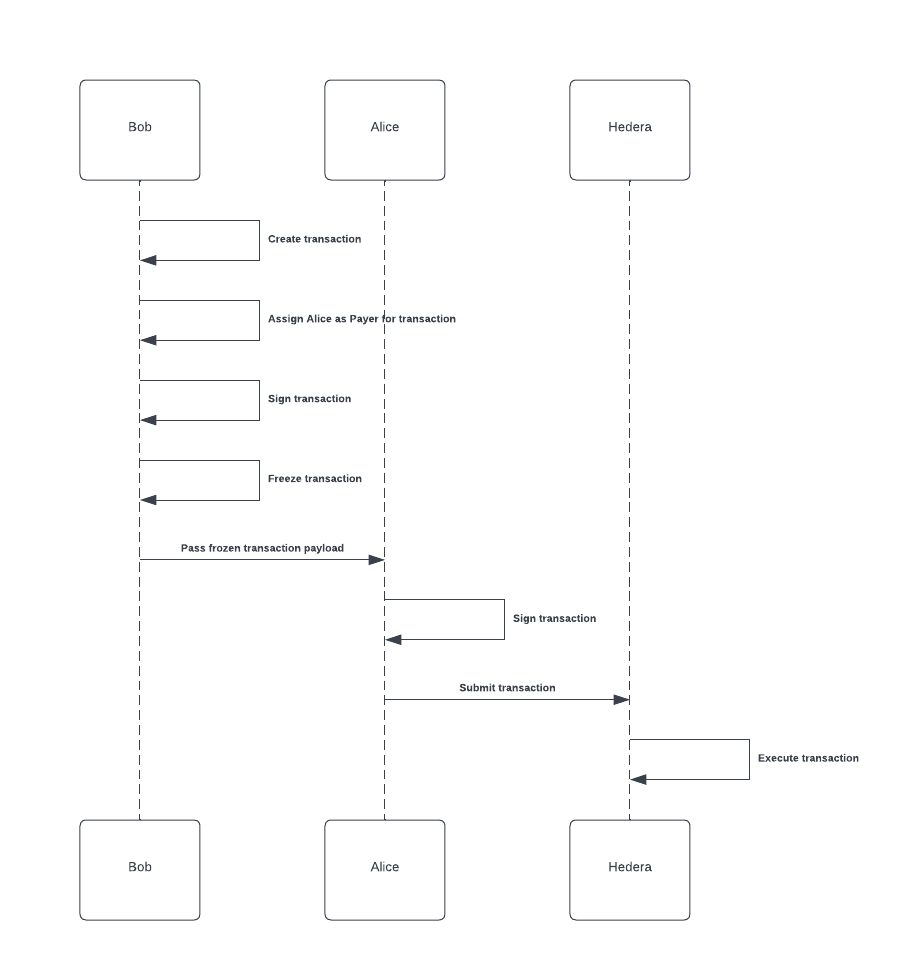 Bob
Alice
Hedera
Create transaction
Assign Alice as Payer for transaction
Sign transaction
Freeze transaction
Pass frozen transaction payload
Sign transaction
Submit transaction
Execute transaction
Bob
Alice
Hedera